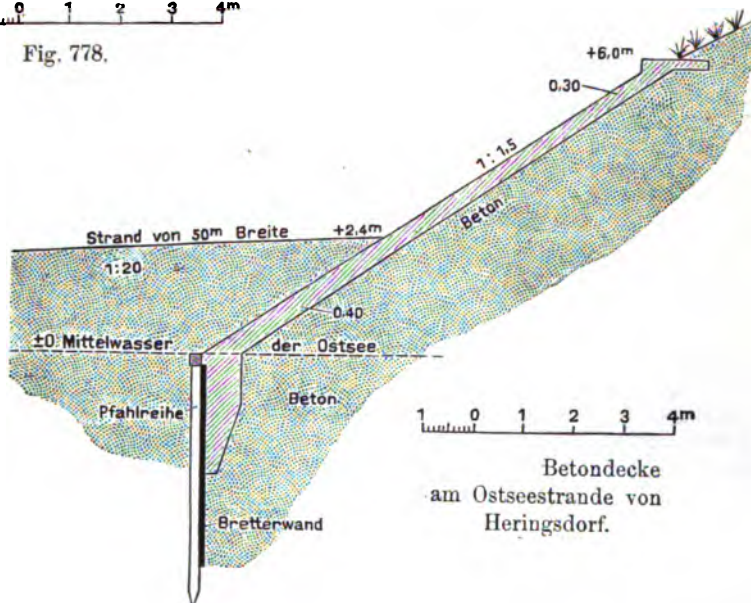 0 1 2 3 4m
Fig. 778.
+6,0m
0,30
1:1,5
Beton
Strand von 50m Breite +2,4m
1:20
0,40
±0 Mittelwasser der Ostsee
Pfahlreihe
Beton
1 0 1 2 3 4m
Betondecke
am Ostseestrande von
Heringsdorf.
Bretterwand